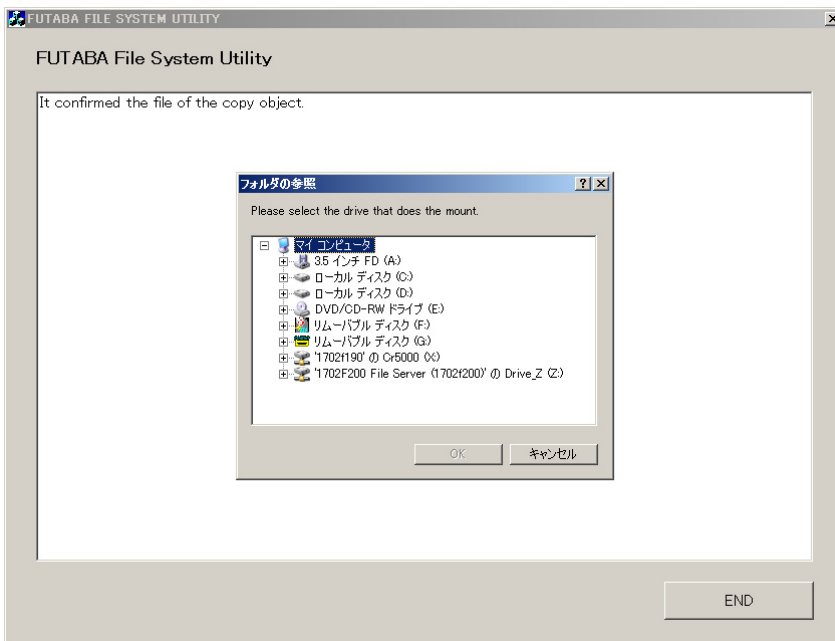 FUTABA FILE SYSTEM UTILITY
FUTABA File System Utility
It confirmed the file of the copy object.
フォルダの参照
Please select the drive that does the mount.
マイ コンピュータ
3.5 インチ FD (A:)
ローカル ディスク (C:)
ローカル ディスク (D:)
DVD/CD-RW ドライブ (E:)
リムーバブル ディスク (F:)
リムーバブル ディスク (G:)
'1702f190' の Cr5000 (X:)
'1702F200 File Server (1702f200)' の Drive_Z (Z:)
OK
キャンセル
END